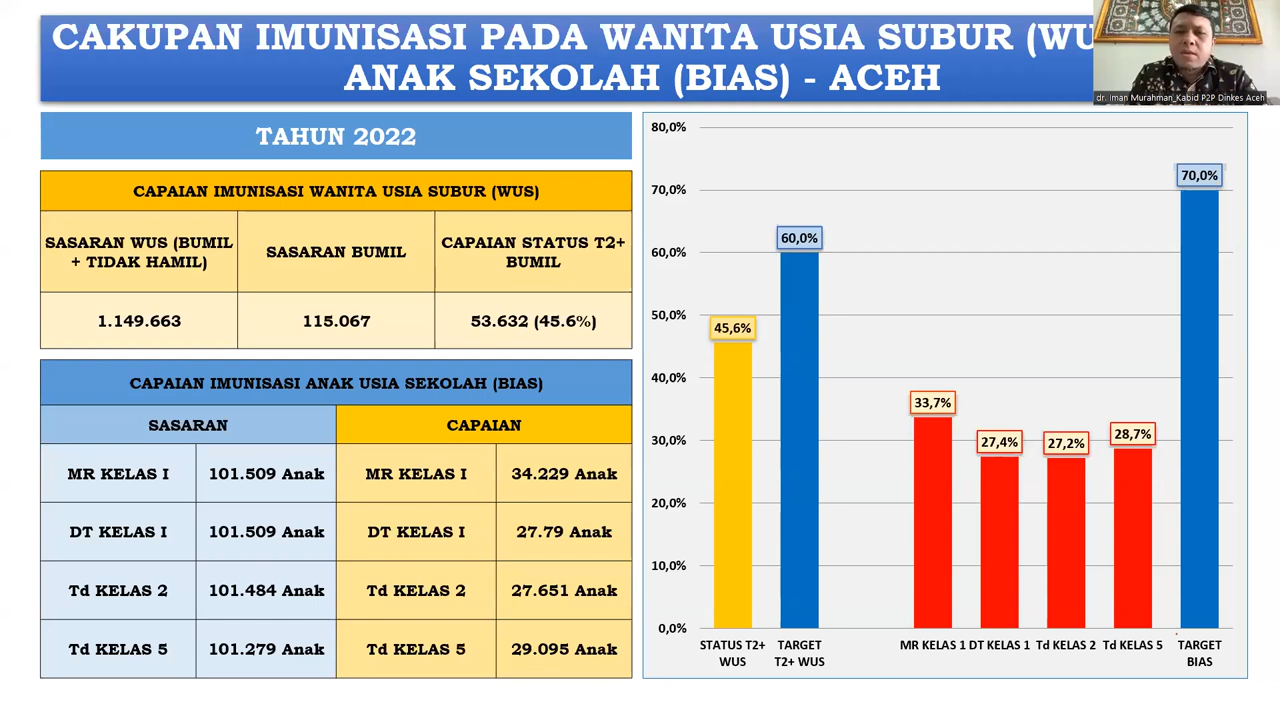 CAKUPAN IMUNISASI PADA WANITA USIA SUBUR (WU
ANAK SEKOLAH (BIAS) - ACEH
dr. Iman Murahman_Kabid P2P Dinkes Aceh
TAHUN 2022
CAPAIAN IMUNISASI WANITA USIA SUBUR (WUS)
SASARAN WUS (BUMIL
+ TIDAK HAMIL)
SASARAN BUMIL
CAPAIAN STATUS T2+
BUMIL
1.149.663
115.067
53.632 (45.6%)
CAPAIAN IMUNISASI ANAK USIA SEKOLAH (BIAS)
SASARAN
CAPAIAN
MR KELAS I
101.509 Anak
MR KELAS I
34.229 Anak
DT KELAS I
101.509 Anak
DT KELAS I
27.79 Anak
Td KELAS 2
101.484 Anak
Td KELAS 2
27.651 Anak
Td KELAS 5
101.279 Anak
Td KELAS 5
29.095 Anak
80,0%
70,0%
60,0%
50,0%
40,0%
30,0%
20,0%
10,0%
0,0%
45,6%
60,0%
33,7%
27,4%
27,2%
28,7%
70,0%
STATUS T2+
WUS
TARGET
T2+ WUS
MR KELAS 1
DT KELAS 1
Td KELAS 2
Td KELAS 5
TARGET
BIAS